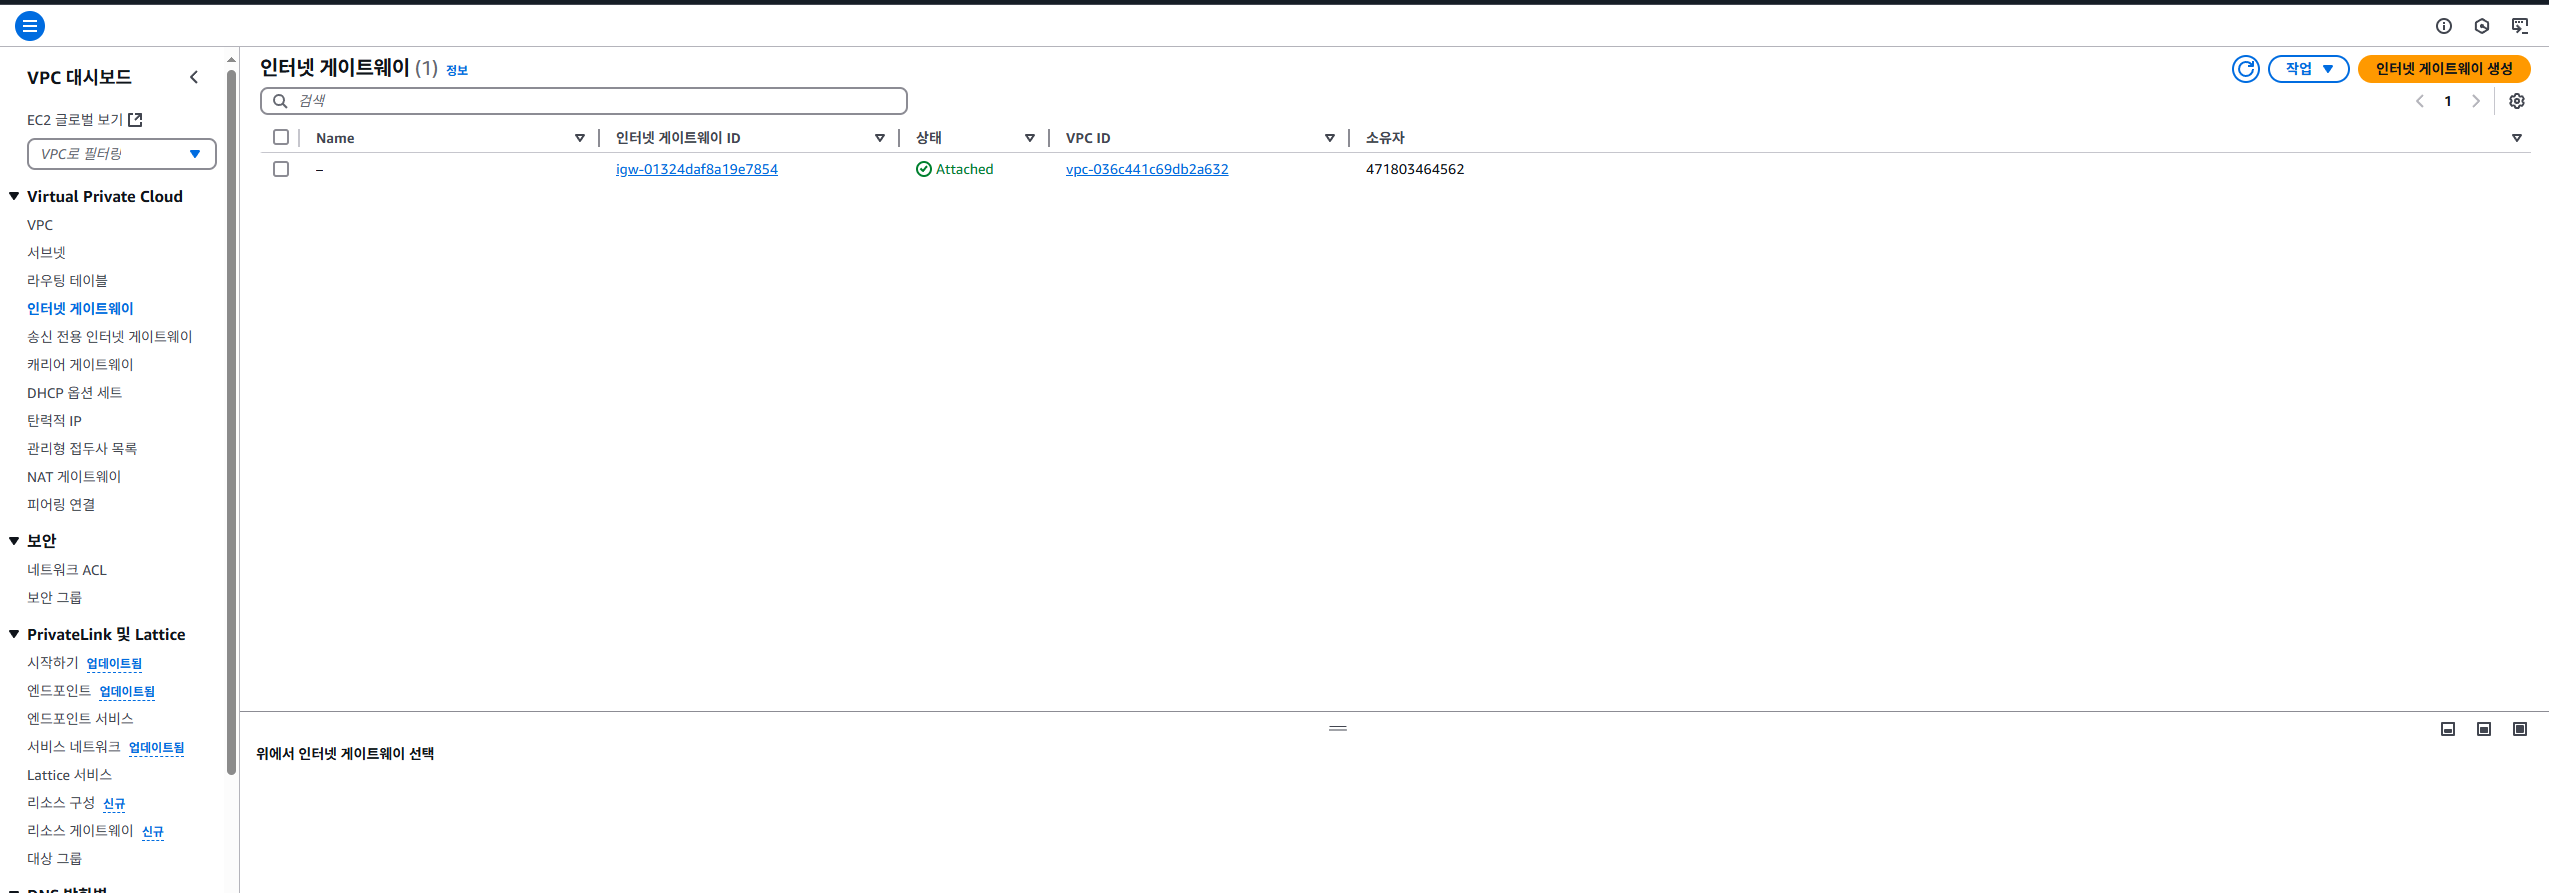 VPC 대시보드
EC2 글로벌 보기
VPC로 필터링
Virtual Private Cloud
VPC
서브넷
라우팅 테이블
인터넷 게이트웨이
송신 전용 인터넷 게이트웨이
캐리어 게이트웨이
DHCP 옵션 세트
탄력적 IP
관리형 접두사 목록
NAT 게이트웨이
피어링 연결
보안
네트워크 ACL
보안 그룹
PrivateLink 및 Lattice
시작하기 업데이트됨
엔드포인트 업데이트됨
엔드포인트 서비스
서비스 네트워크 업데이트됨
Lattice 서비스
리소스 구성 신규
리소스 게이트웨이 신규
대상 그룹
DNS 방화벽
인터넷 게이트웨이 (1) 정보
작업
인터넷 게이트웨이 생성
검색
1
Name 인터넷 게이트웨이 ID 상태 VPC ID 소유자
– igw-01324daf8a19e7854 Attached vpc-036c441c69db2a632 471803464562
위에서 인터넷 게이트웨이 선택